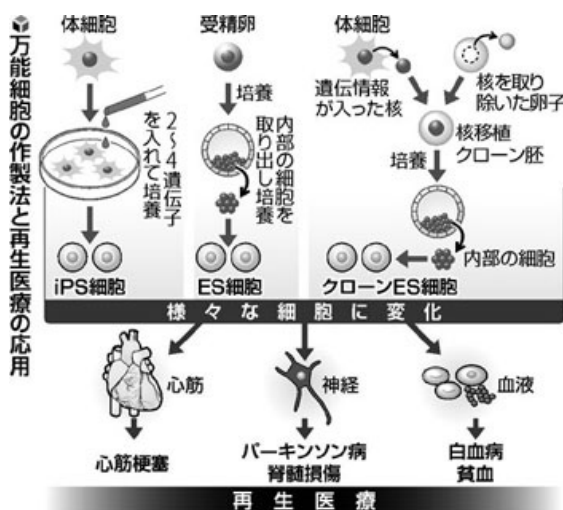 万能細胞の作製法と再生医療の応用
体細胞
2〜4遺伝子
を入れて培養
iPS細胞
受精卵
培養
内部の細胞を
取り出し培養
ES細胞
体細胞
遺伝情報
が入った核
核を取り
除いた卵子
核移植
クローン胚
培養
内部の細胞
クローンES細胞
様々な細胞に変化
心筋
神経
血液
心筋梗塞
パーキンソン病
脊髄損傷
白血病
貧血
再生医療